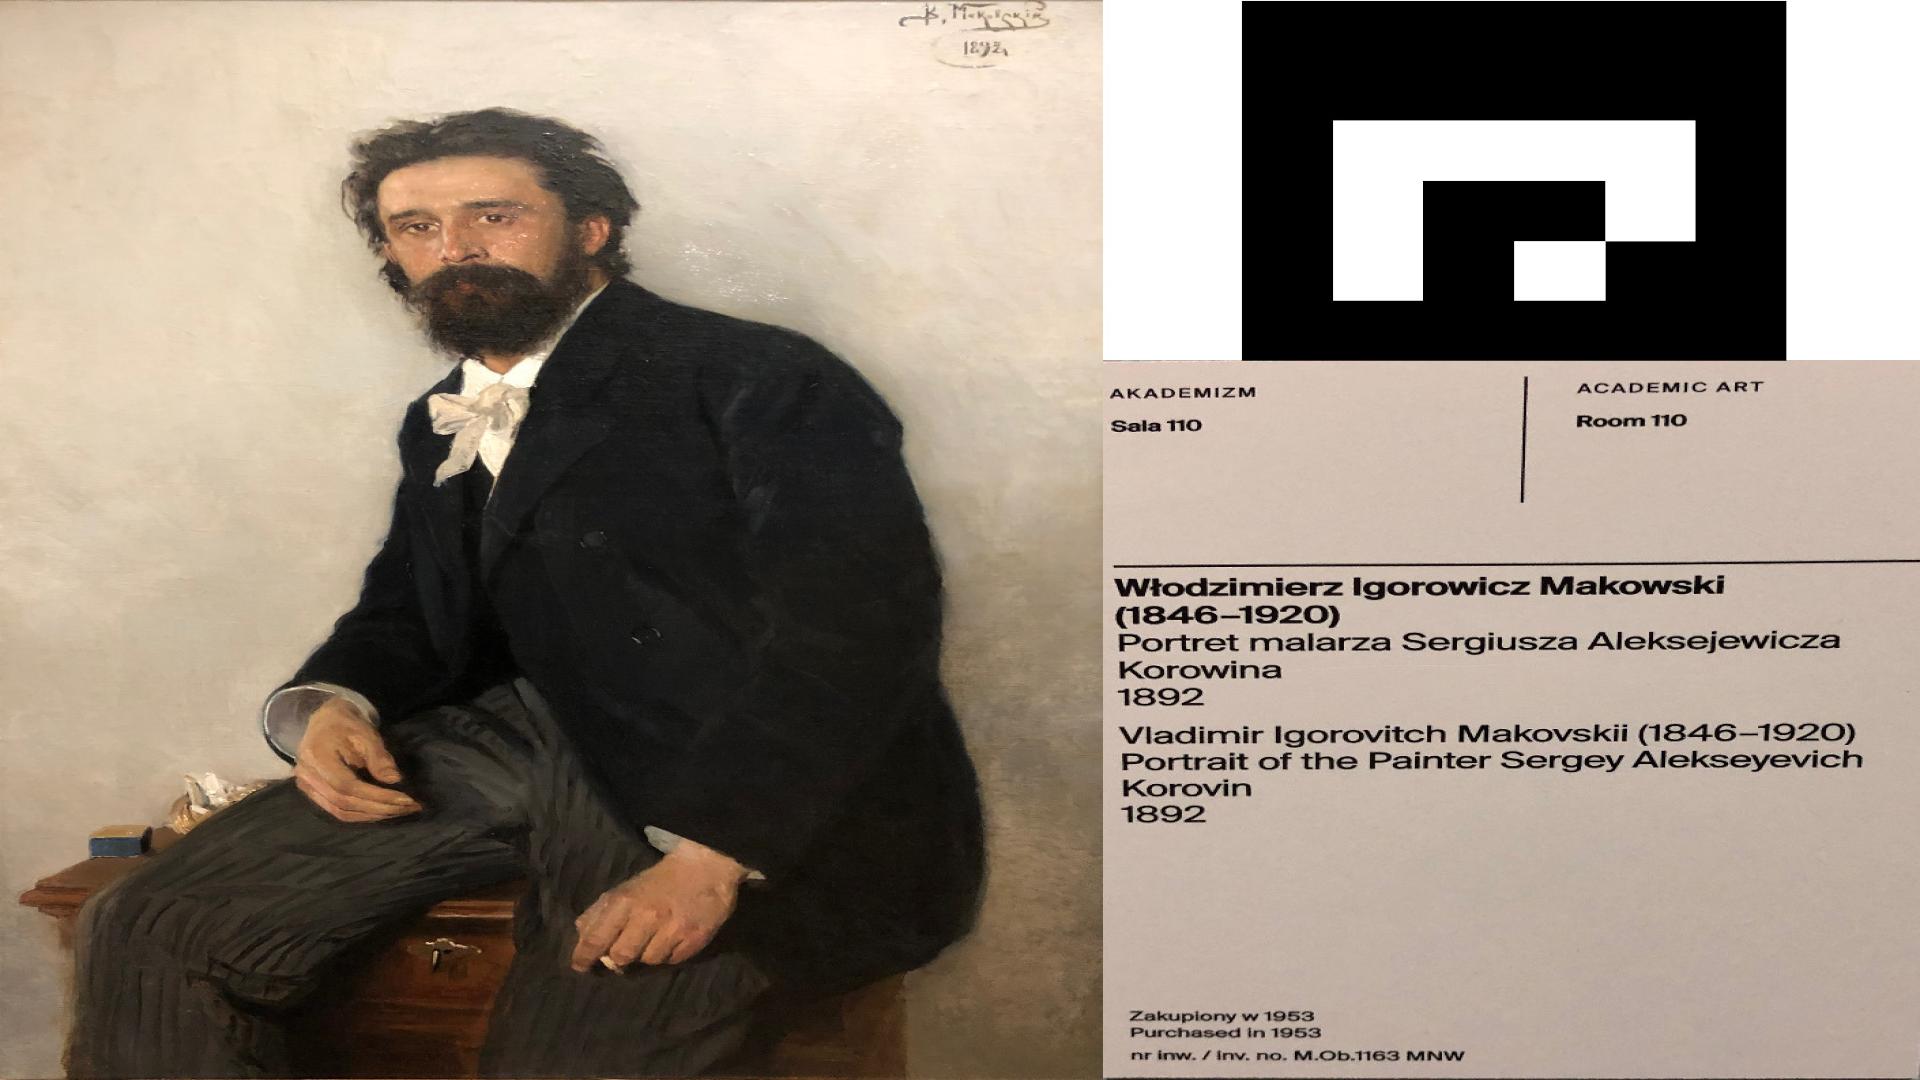 1892
AKADEMIZM
Sala 110
ACADEMIC ART
Room 110
Włodzimierz Igorowicz Makowski
(1846–1920)
Portret malarza Sergiusza Aleksejewicza
Korowina
1892
Vladimir Igorovitch Makovskii (1846–1920)
Portrait of the Painter Sergey Alekseyevich
Korovin
1892
Zakupiony w 1953
Purchased in 1953
nr inw. / inv. no. M.Ob.1163 MNW